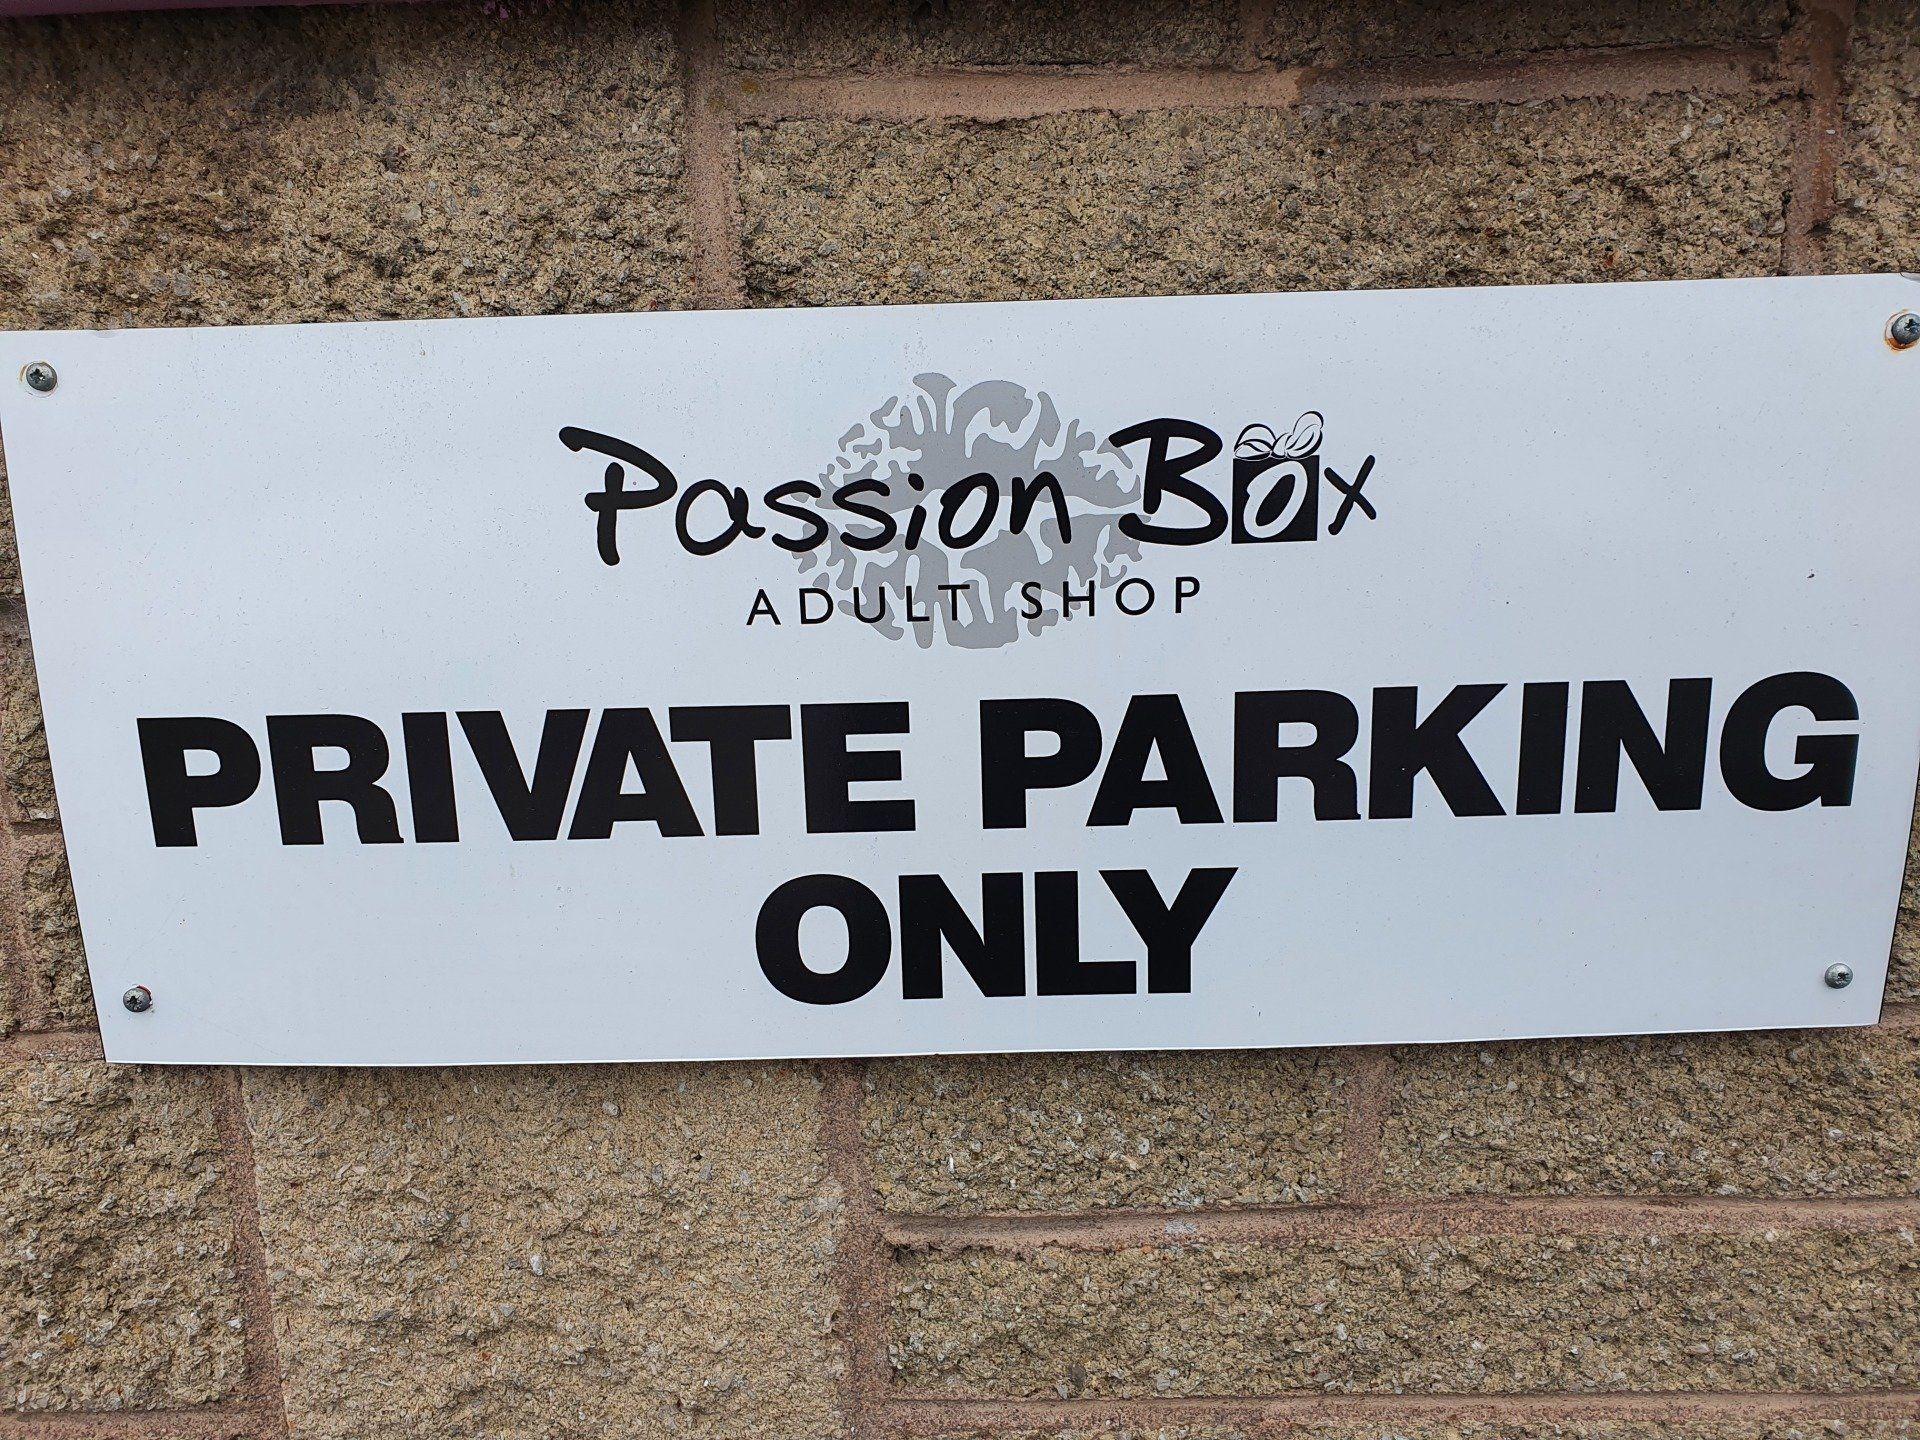 Passion Box
ADULT SHOP
PRIVATE PARKING
ONLY